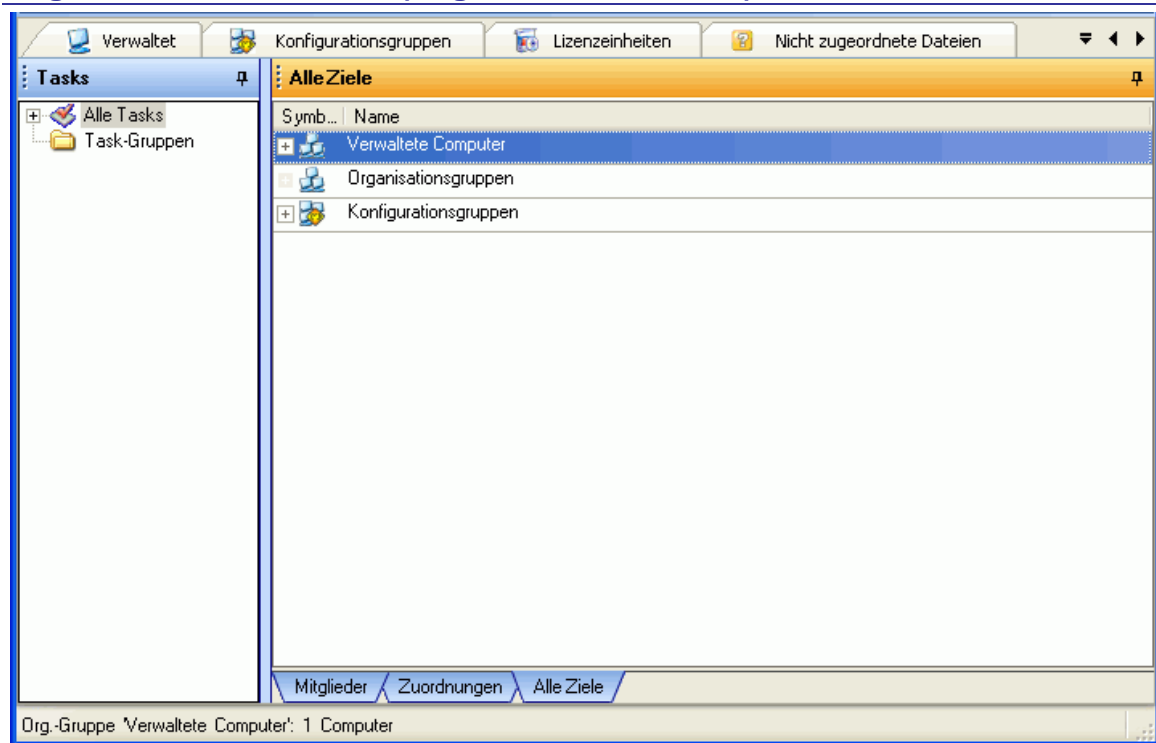 Verwaltet Konfigurationsgruppen Lizenzeinheiten Nicht zugeordnete Dateien
Tasks
Alle Tasks
Task-Gruppen
Alle Ziele
Symb... Name
Verwaltete Computer
Organisationsgruppen
Konfigurationsgruppen
Mitglieder Zuordnungen Alle Ziele
Org.-Gruppe 'Verwaltete Computer': 1 Computer